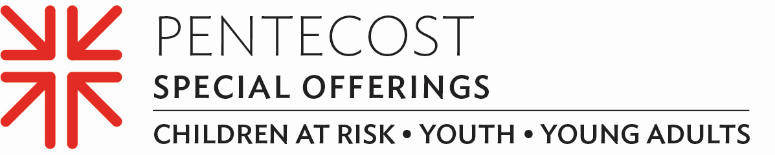 PENTECOST
SPECIAL OFFERINGS
CHILDREN AT RISK • YOUTH • YOUNG ADULTS